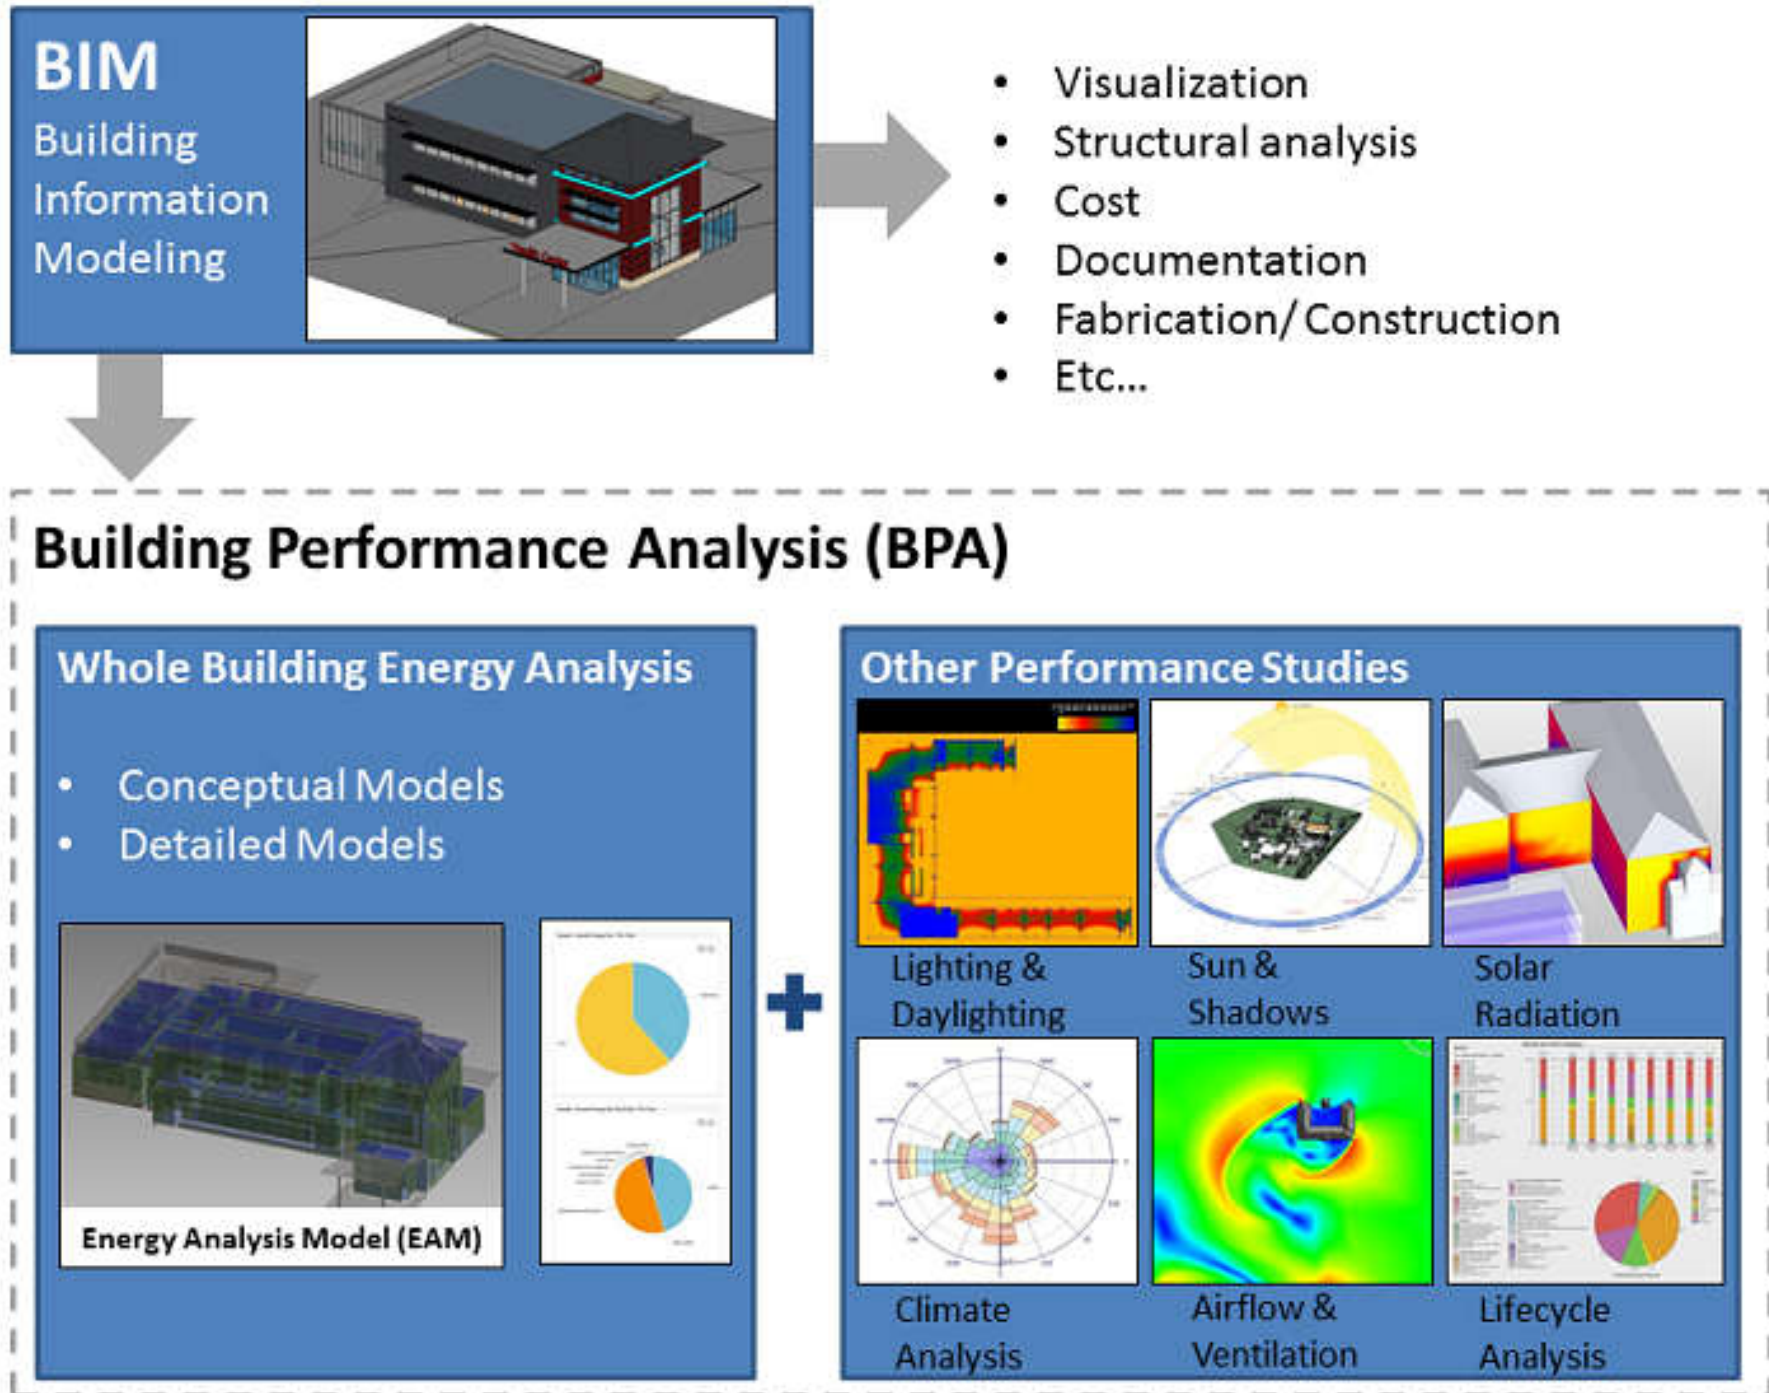 BIM
Building
Information
Modeling
• Visualization
• Structural analysis
• Cost
• Documentation
• Fabrication/Construction
• Etc...
Building Performance Analysis (BPA)
Whole Building Energy Analysis
• Conceptual Models
• Detailed Models
Energy Analysis Model (EAM)
Other Performance Studies
Lighting &
Daylighting
Sun &
Shadows
Solar
Radiation
Climate
Analysis
Airflow &
Ventilation
Lifecycle
Analysis